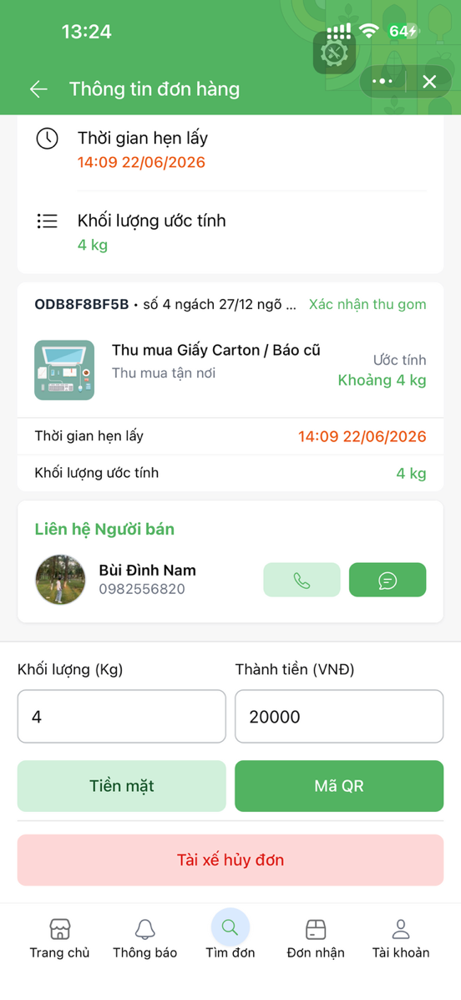 13:24
64
Thông tin đơn hàng
Thời gian hẹn lấy
14:09 22/06/2026
Khối lượng ước tính
4 kg
ODB8F8BF5B • số 4 ngách 27/12 ngõ ... Xác nhận thu gom
Thu mua Giấy Carton / Báo cũ
Thu mua tận nơi
Ước tính
Khoảng 4 kg
Thời gian hẹn lấy 14:09 22/06/2026
Khối lượng ước tính 4 kg
Liên hệ Người bán
Bùi Đình Nam
0982556820
Khối lượng (Kg) Thành tiền (VNĐ)
4 20000
Tiền mặt Mã QR
Tài xế hủy đơn
Trang chủ Thông báo Tìm đơn Đơn nhận Tài khoản